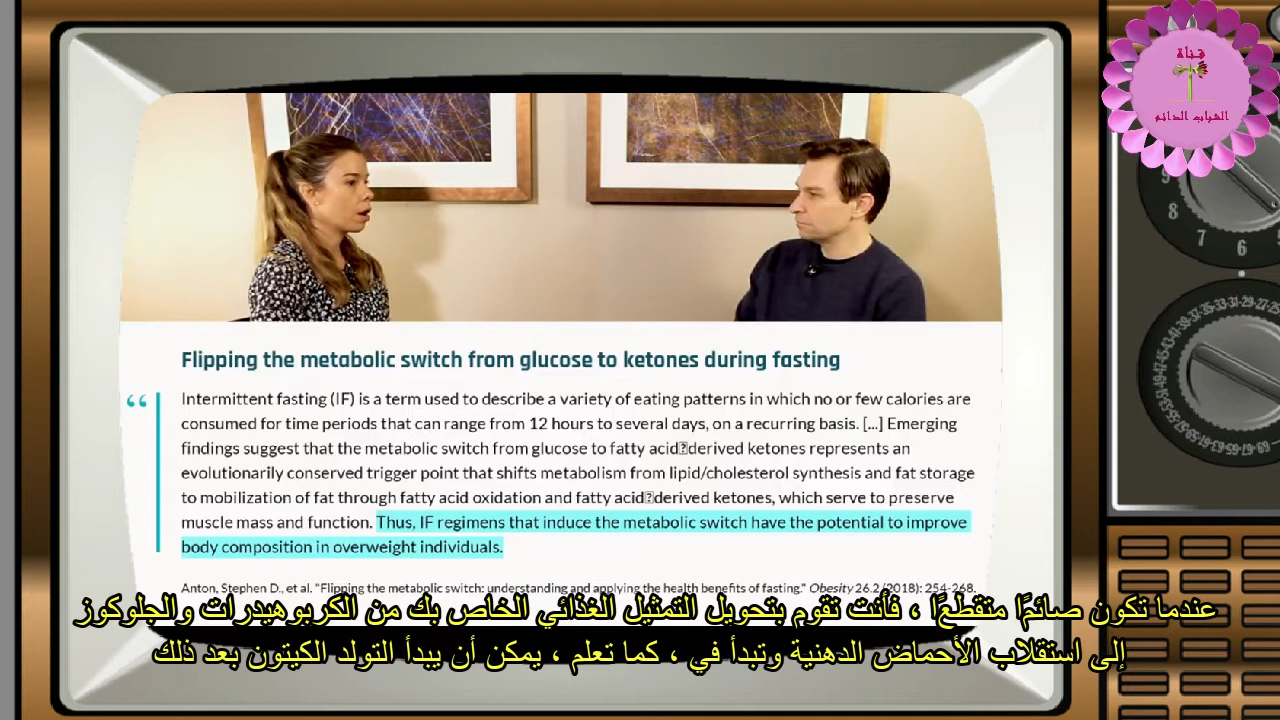 قناة
الشباب الدائم
Flipping the metabolic switch from glucose to ketones during fasting
“
Intermittent fasting (IF) is a term used to describe a variety of eating patterns in which no or few calories are
consumed for time periods that can range from 12 hours to several days, on a recurring basis. [...] Emerging
findings suggest that the metabolic switch from glucose to fatty acid derived ketones represents an
evolutionarily conserved trigger point that shifts metabolism from lipid/cholesterol synthesis and fat storage
to mobilization of fat through fatty acid oxidation and fatty acid derived ketones, which serve to preserve
muscle mass and function. Thus, IF regimens that induce the metabolic switch have the potential to improve
body composition in overweight individuals.
Anton, Stephen D., et al. "Flipping the metabolic switch: understanding and applying the health benefits of fasting." Obesity 26.2 (2018): 254-268.
عندما تكون صائمًا متقطعًا ، فأنت تقوم بتحويل التمثيل الغذائي الخاص بك من الكربوهيدرات والجلوكوز
إلى استقلاب الأحماض الدهنية وتبدأ في ، كما تعلم ، يمكن أن يبدأ التولد الكيتون بعد ذلك
8
7
6